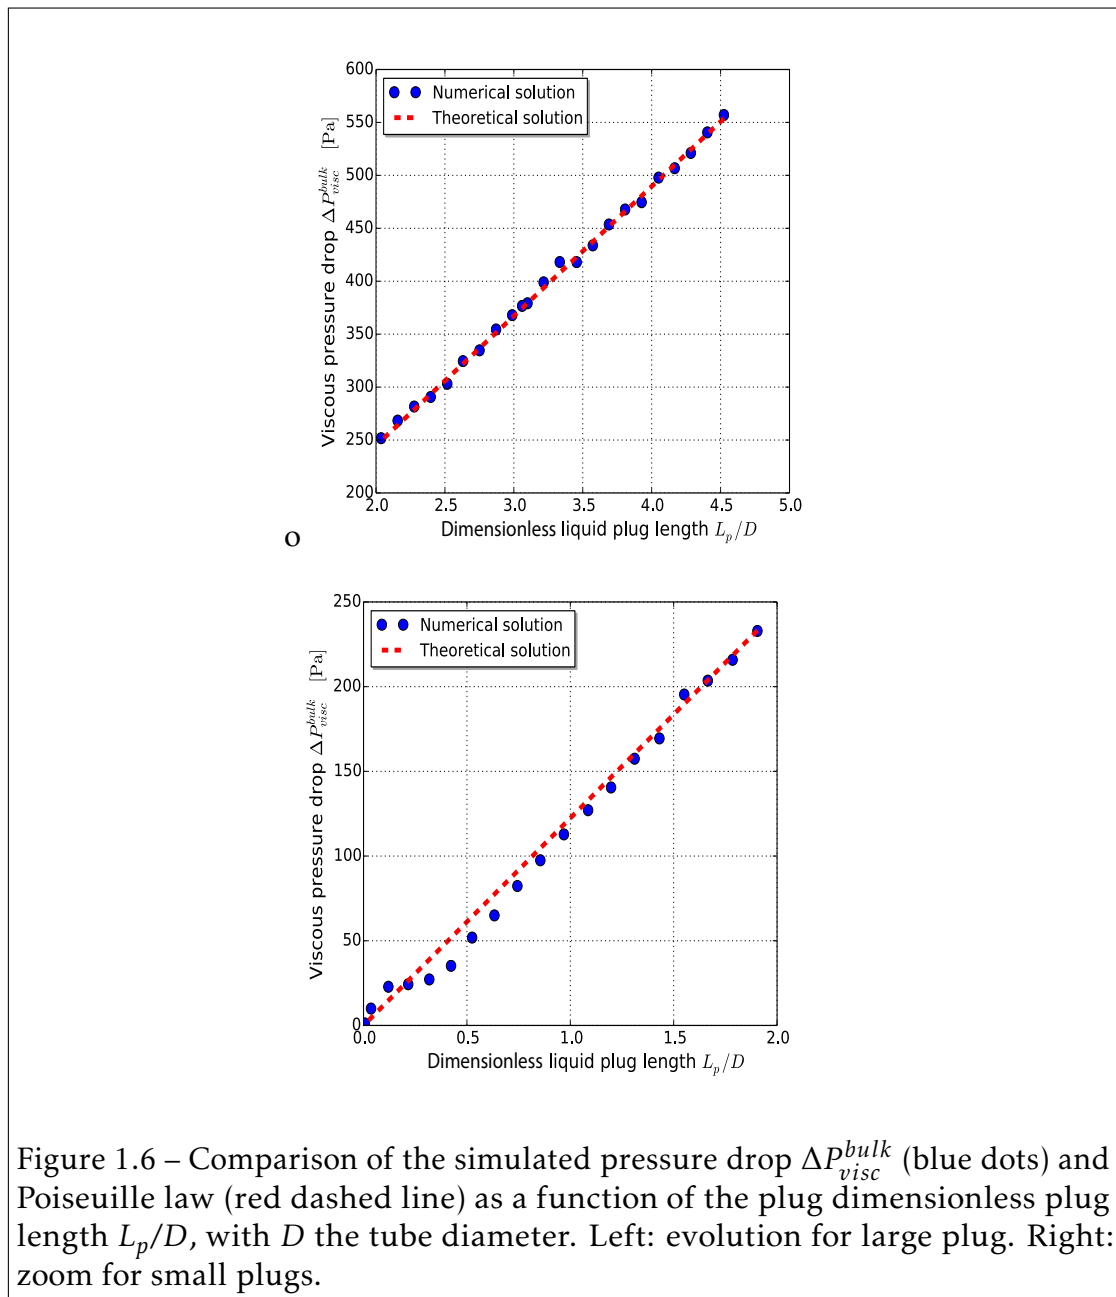 600
550
500
450
400
350
300
250
200
Viscous pressure drop ΔP_{visc}^{bulk} [Pa]
Numerical solution
Theoretical solution
2.0 2.5 3.0 3.5 4.0 4.5 5.0
Dimensionless liquid plug length L_p/D
o
250
200
150
100
50
0
Viscous pressure drop ΔP_{visc}^{bulk} [Pa]
Numerical solution
Theoretical solution
0.0 0.5 1.0 1.5 2.0
Dimensionless liquid plug length L_p/D
Figure 1.6 – Comparison of the simulated pressure drop ΔP_{visc}^{bulk} (blue dots) and
Poiseuille law (red dashed line) as a function of the plug dimensionless plug
length L_p/D, with D the tube diameter. Left: evolution for large plug. Right:
zoom for small plugs.